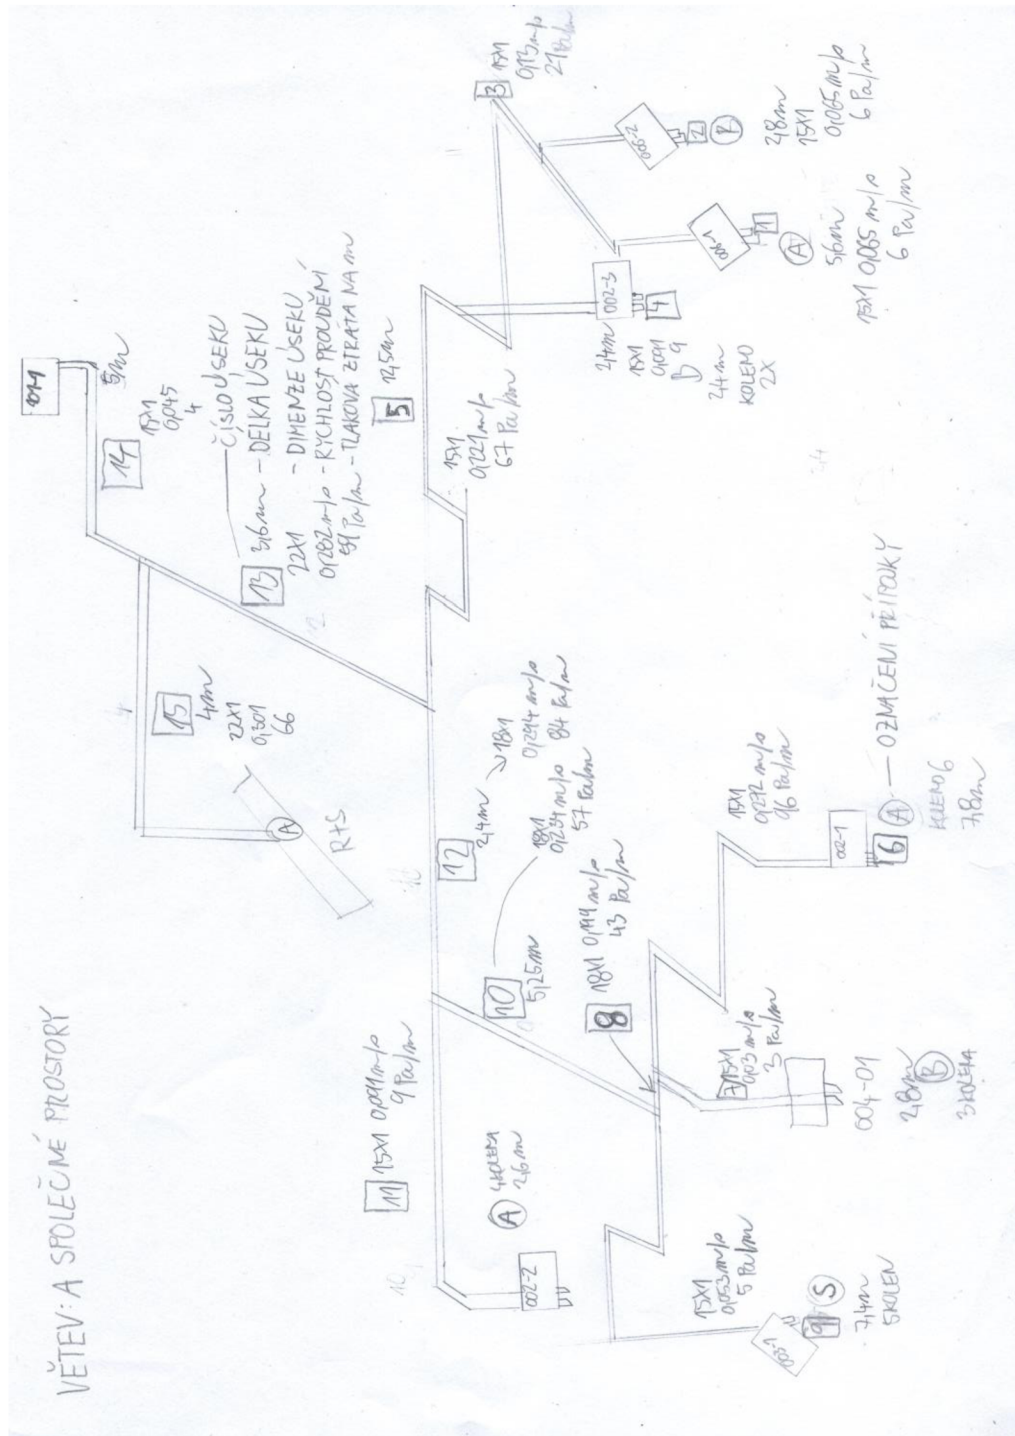 VĚTEV: A SPOLEČNÉ PROSTORY
101-1
5m
14
15X1
0,045
4
13
3,6m - DÉLKA ÚSEKU
ČÍSLO ÚSEKU
22X1 - DIMENZE ÚSEKU
0,282 m/s - RYCHLOST PROUDĚNÍ
59 Pa/m - TLAKOVÁ ZTRÁTA NA m
15
4m
22X1
0,301
66
A
R+S
5
12,5m
15X1
0,221 m/s
67 Pa/m
3
15X1
0,13 m/s
21 Pa/m
006-2
2
B
2,8m
15X1
0,065 m/s
6 Pa/m
006-1
1
A
5,6m
15X1 0,065 m/s
6 Pa/m
002-3
4
2,4m
15X1
0,091
B 9
2,4m
KOLENO
2X
12
2,4m
18X1
0,294 m/s
84 Pa/m
10
5,25m
18X1
0,234 m/s
57 Pa/m
8
18X1 0,199 m/s
43 Pa/m
11
15X1 0,091 m/s
9 Pa/m
002-2
A
4 KOLENA
2,6m
7
15X1
0,03 m/s
3 Pa/m
004-01
2,8m
B
3 KOLENA
15X1
0,272 m/s
96 Pa/m
002-1
16
A - OZNAČENÍ PŘÍPOJKY
KOLENO 6
7,8m
15X1
0,053 m/s
5 Pa/m
9
S
7,4m
5 KOLEN